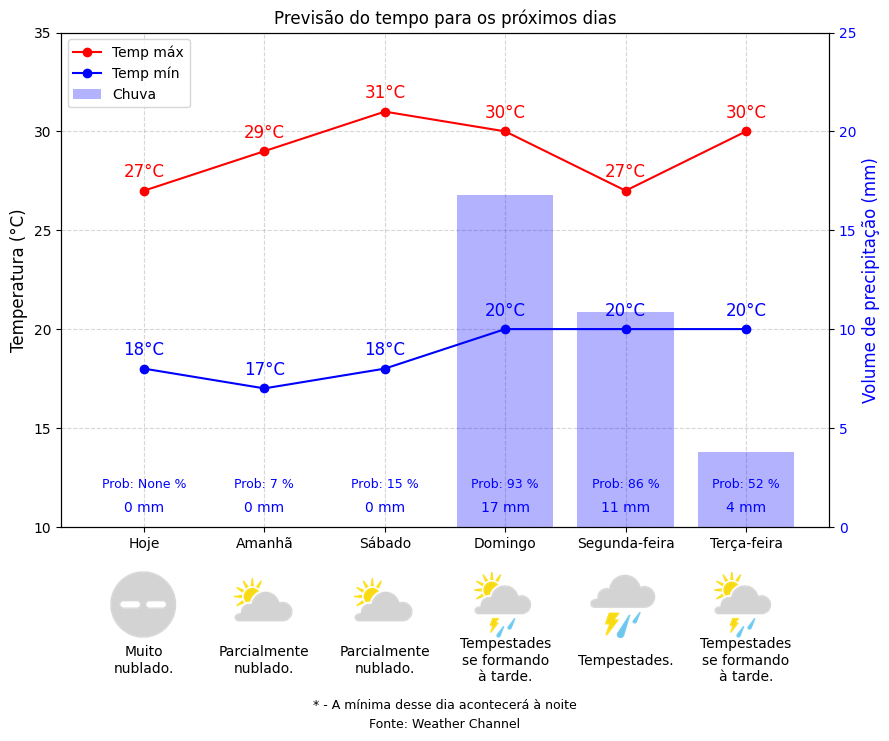 Previsão do tempo para os próximos dias
Temp máx
Temp mín
Chuva
35
30
25
20
15
10
Temperatura (°C)
25
20
15
10
5
0
Volume de precipitação (mm)
27°C
29°C
31°C
30°C
27°C
30°C
18°C
17°C
18°C
20°C
20°C
20°C
Prob: None %
Prob: 7 %
Prob: 15 %
Prob: 93 %
Prob: 86 %
Prob: 52 %
0 mm
0 mm
0 mm
17 mm
11 mm
4 mm
Hoje
Amanhã
Sábado
Domingo
Segunda-feira
Terça-feira
Muito
nublado.
Parcialmente
nublado.
Parcialmente
nublado.
Tempestades
se formando
à tarde.
Tempestades.
Tempestades
se formando
à tarde.
* - A mínima desse dia acontecerá à noite
Fonte: Weather Channel